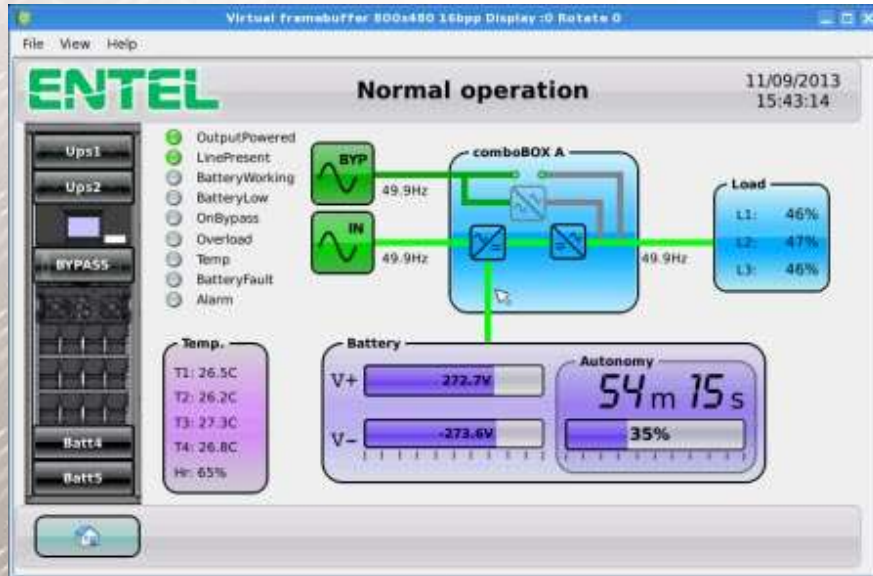 Virtual framebuffer 800x480 16bpp Display :0 Rotate 0
File View Help
ENTEL
Normal operation
11/09/2013
15:43:14
Ups1
Ups2
BYPASS
Batt4
Batt5
OutputPowered
LinePresent
BatteryWorking
BatteryLow
OnBypass
Overload
Temp
BatteryFault
Alarm
BYP
49.9Hz
IN
49.9Hz
comboBOX A
49.9Hz
Load
L1: 46%
L2: 47%
L3: 46%
Temp.
T1: 26.5C
T2: 26.2C
T3: 27.3C
T4: 26.8C
Hr: 65%
Battery
V+ 272.7V
V- -273.6V
Autonomy
54 m 15 s
35%